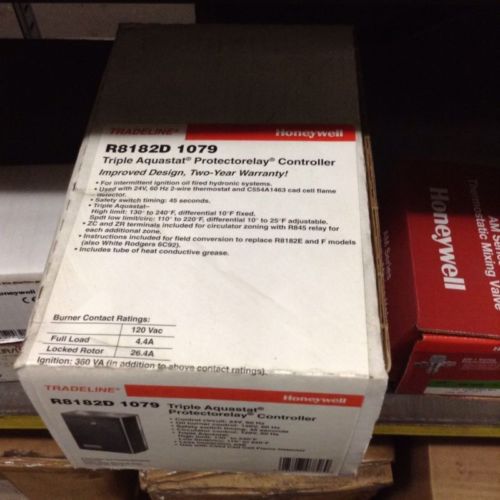 TRADELINE® Honeywell
R8182D 1079
Triple Aquastat® Protectorelay® Controller
Improved Design, Two-Year Warranty!
• For intermittent ignition oil fired hydronic systems.
• Used with 24V, 60 Hz 2-wire thermostat and C554A1463 cad cell flame
detector.
• Safety switch timing: 45 seconds.
• Triple Aquastat–
High limit: 130° to 240°F, differential 10°F fixed.
Spdt low limit/circ: 110° to 220°F, differential 10° to 25°F adjustable.
• ZC and ZR terminals included for circulator zoning with R845 relay for
each additional zone.
• Instructions included for field conversion to replace R8182E and F models
(also White Rodgers 6C92).
• Includes tube of heat conductive grease.
Burner Contact Ratings:
120 Vac
Full Load 4.4A
Locked Rotor 26.4A
Ignition: 360 VA (in addition to above contact ratings).
TRADELINE® Honeywell
R8182D 1079 Triple Aquastat®
Protectorelay® Controller
• Control circuit: 24V, 60 Hz
Honeywell
Honeywell
Mixing Valve